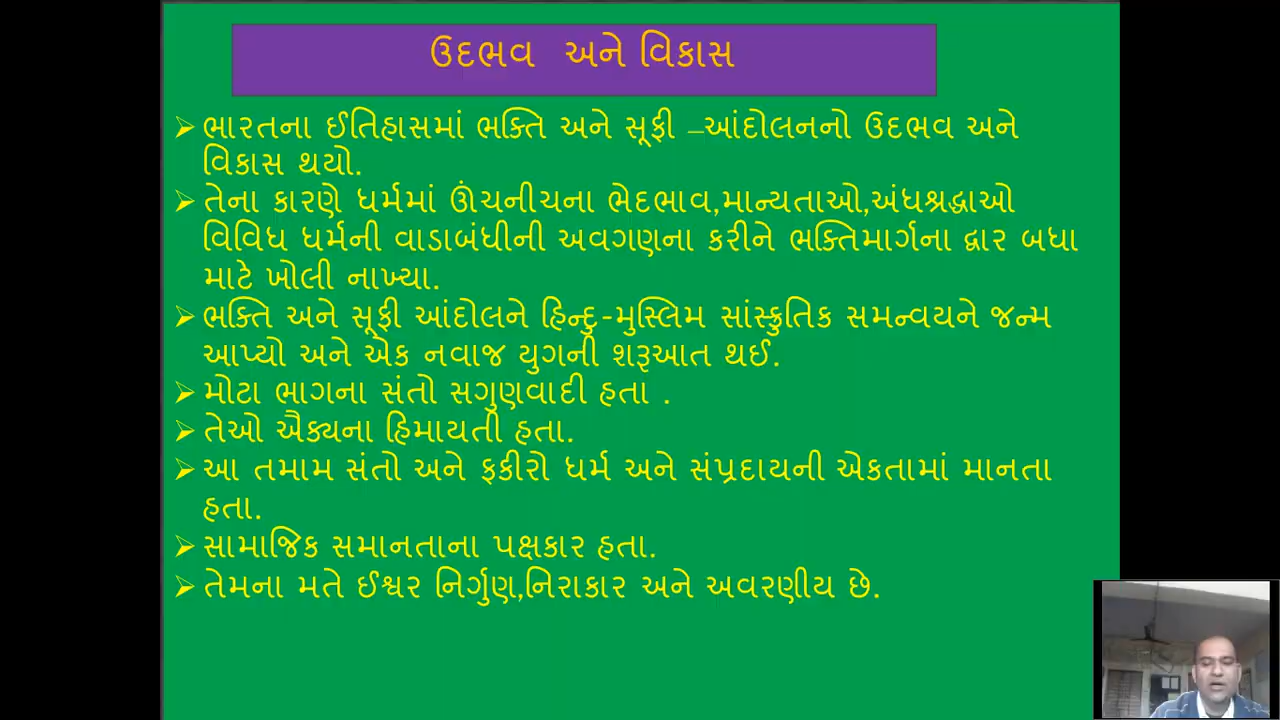 ઉદભવ અને વિકાસ
➢ ભારતના ઈતિહાસમાં ભક્તિ અને સૂફી –આંદોલનનો ઉદભવ અને
વિકાસ થયો.
➢ તેના કારણે ધર્મમાં ઊંચનીચના ભેદભાવ,માન્યતાઓ,અંધશ્રદ્ધાઓ
વિવિધ ધર્મની વાડાબંધીની અવગણના કરીને ભક્તિમાર્ગના દ્વાર બધા
માટે ખોલી નાખ્યા.
➢ ભક્તિ અને સૂફી આંદોલને હિન્દુ-મુસ્લિમ સાંસ્ક્રુતિક સમન્વયને જન્મ
આપ્યો અને એક નવાજ યુગની શરૂઆત થઈ.
➢ મોટા ભાગના સંતો સગુણવાદી હતા .
➢ તેઓ ઐક્યના હિમાયતી હતા.
➢ આ તમામ સંતો અને ફકીરો ધર્મ અને સંપ્રદાયની એકતામાં માનતા
હતા.
➢ સામાજિક સમાનતાના પક્ષકાર હતા.
➢ તેમના મતે ઈશ્વર નિર્ગુણ,નિરાકાર અને અવરણીય છે.